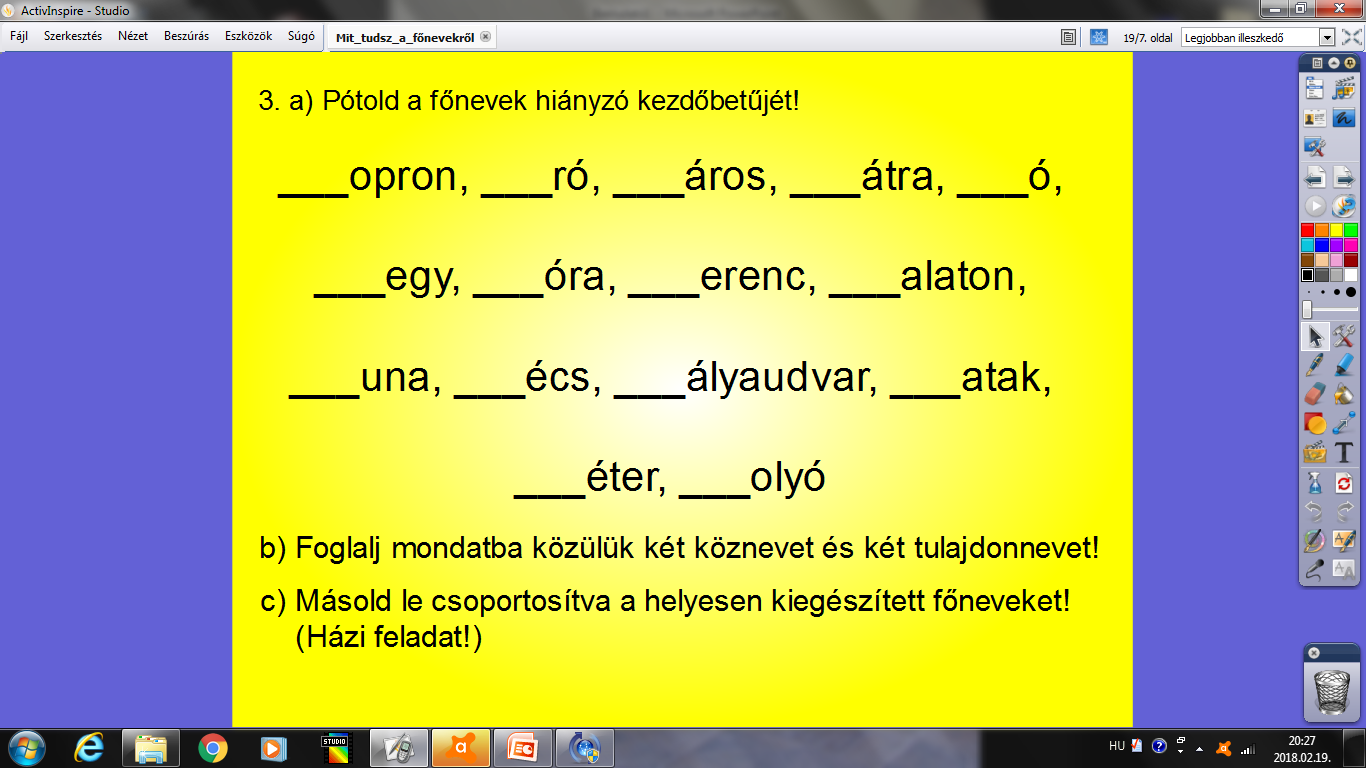 ActivInspire - Studio
Fájl Szerkesztés Nézet Beszúrás Eszközök Súgó Mit_tudsz_a_főnevekről 19/7. oldal Legjobban illeszkedő
3. a) Pótold a főnevek hiányzó kezdőbetűjét!
___opron, ___ró, ___áros, ___átra, ___ó,
___egy, ___óra, ___erenc, ___alaton,
___una, ___écs, ___ályaudvar, ___atak,
___éter, ___olyó
b) Foglalj mondatba közülük két köznevet és két tulajdonnevet!
c) Másold le csoportosítva a helyesen kiegészített főneveket!
(Házi feladat!)
STUDIO
HU 20:27
2018.02.19.